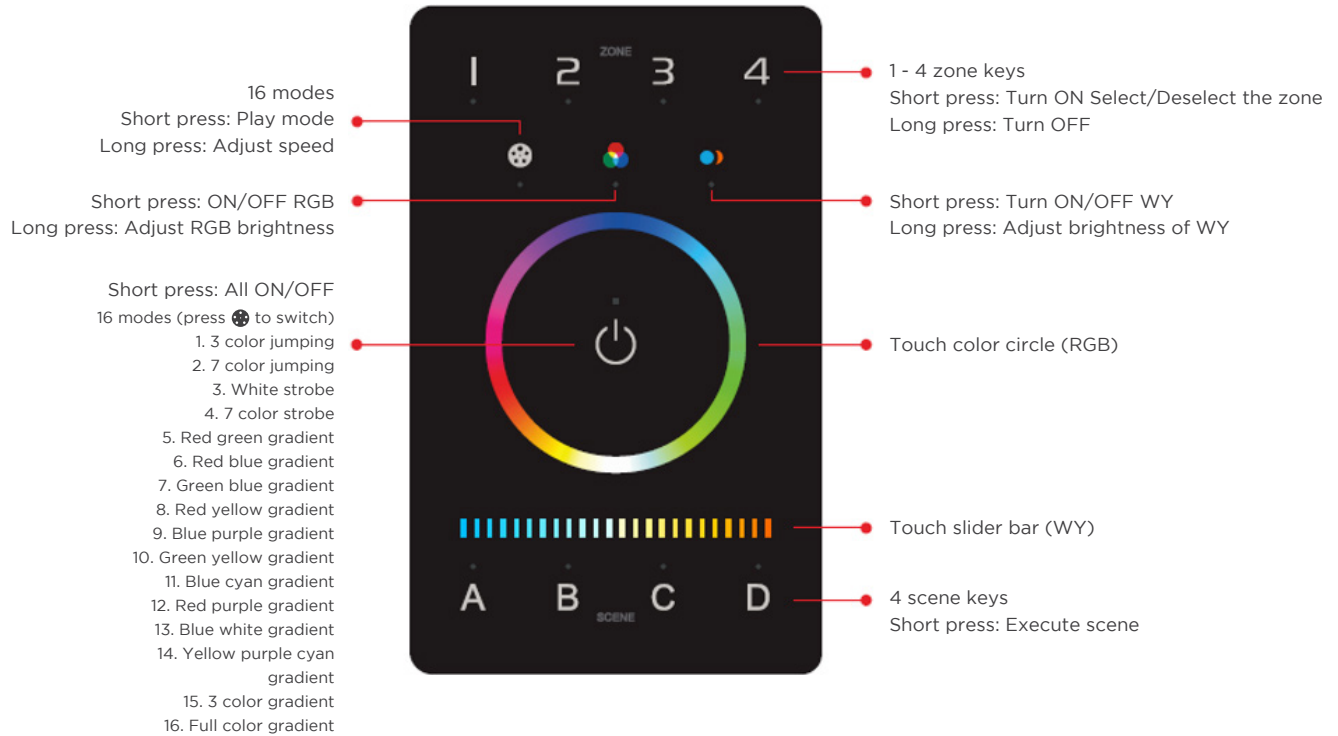 1 2 ZONE 3 4
1 - 4 zone keys
Short press: Turn ON Select/Deselect the zone
Long press: Turn OFF
16 modes
Short press: Play mode
Long press: Adjust speed
Short press: ON/OFF RGB
Long press: Adjust RGB brightness
Short press: Turn ON/OFF WY
Long press: Adjust brightness of WY
Short press: All ON/OFF
16 modes (press to switch)
1. 3 color jumping
2. 7 color jumping
3. White strobe
4. 7 color strobe
5. Red green gradient
6. Red blue gradient
7. Green blue gradient
8. Red yellow gradient
9. Blue purple gradient
10. Green yellow gradient
11. Blue cyan gradient
12. Red purple gradient
13. Blue white gradient
14. Yellow purple cyan
gradient
15. 3 color gradient
16. Full color gradient
Touch color circle (RGB)
Touch slider bar (WY)
A B SCENE C D
4 scene keys
Short press: Execute scene